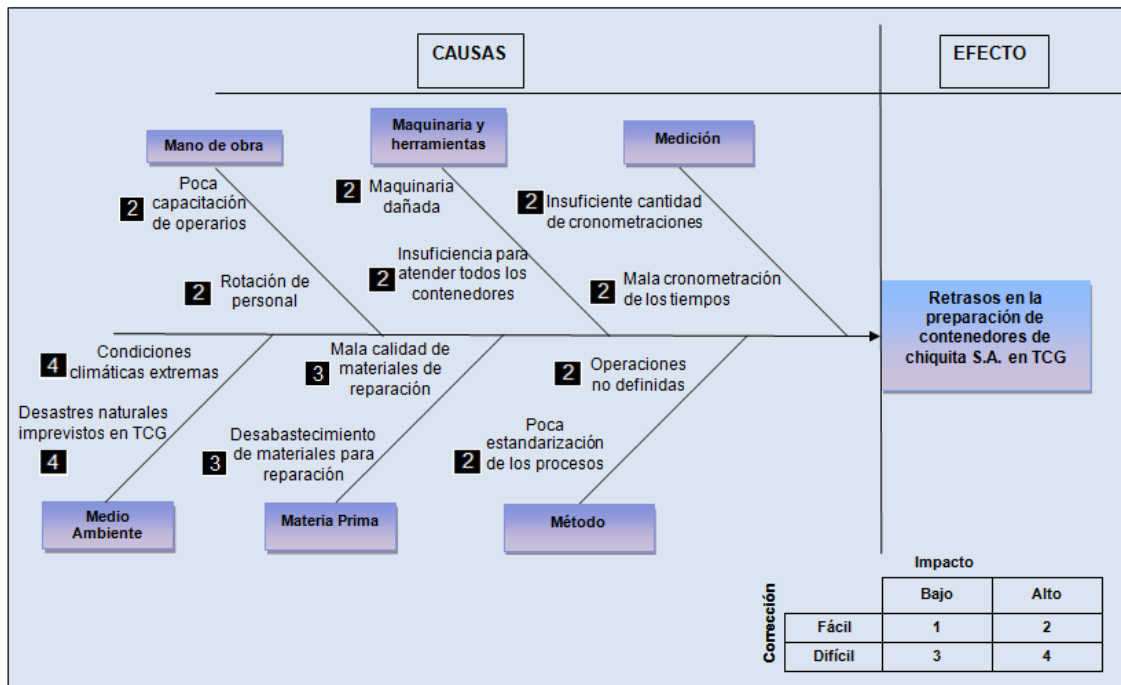 CAUSAS
EFECTO
Mano de obra
Maquinaria y
herramientas
Medición
Poca
capacitación
de operarios
2
Rotación de
personal
2
Maquinaria
dañada
2
Insuficiencia para
atender todos los
contenedores
2
Insuficiente cantidad
de cronometraciones
2
Mala cronometración
de los tiempos
2
Retrasos en la
preparación de
contenedores de
chiquita S.A. en TCG
Condiciones
climáticas extremas
4
Desastres naturales
imprevistos en TCG
4
Mala calidad de
materiales de
reparación
3
Desabastecimiento
de materiales para
reparación
3
Operaciones
no definidas
2
Poca
estandarización
de los procesos
2
Medio
Ambiente
Materia Prima
Método
Impacto
Corrección
Bajo Alto
Fácil 1 2
Difícil 3 4